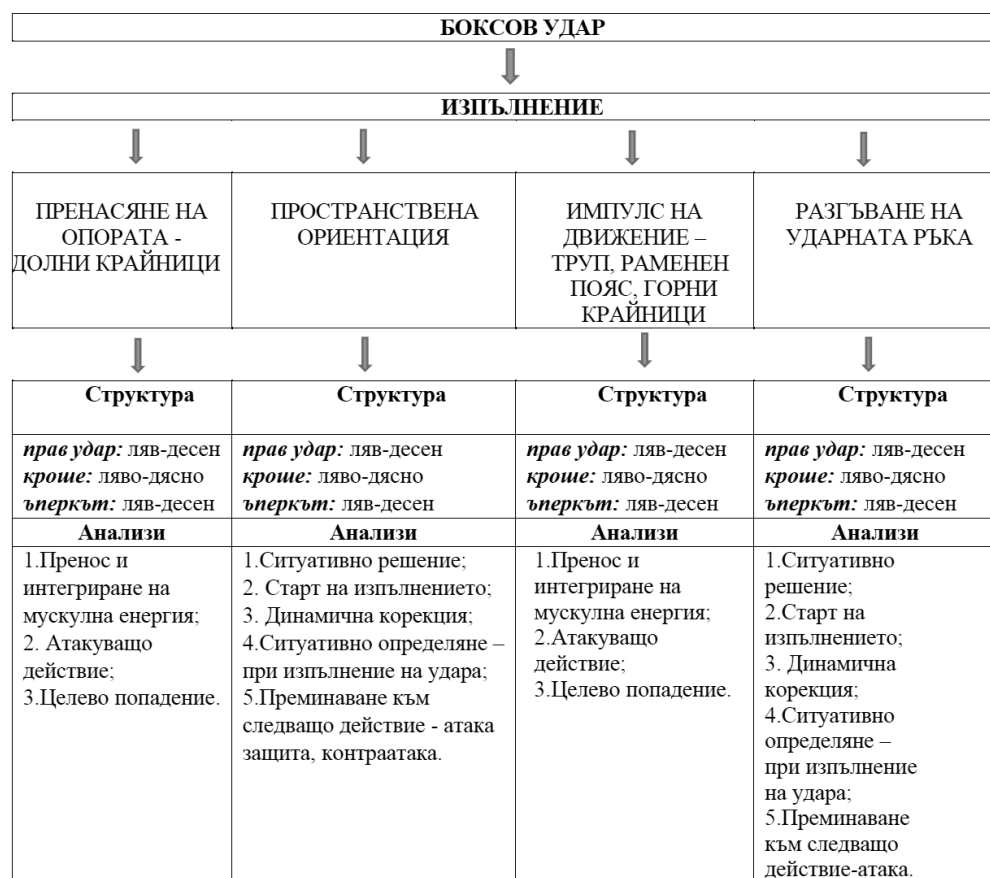 БОКСОВ УДАР
ИЗПЪЛНЕНИЕ
ПРЕНАСЯНЕ НА
ОПОРАТА -
ДОЛНИ КРАЙНИЦИ
ПРОСТРАНСТВЕНА
ОРИЕНТАЦИЯ
ИМПУЛС НА
ДВИЖЕНИЕ –
ТРУП, РАМЕНЕН
ПОЯС, ГОРНИ
КРАЙНИЦИ
РАЗГЪВАНЕ НА
УДАРНАТА РЪКА
Структура
прав удар: ляв-десен
кроше: ляво-дясно
ъперкът: ляв-десен
Анализи
1.Пренос и
интегриране на
мускулна енергия;
2. Атакуващо
действие;
3.Целево попадение.
Структура
прав удар: ляв-десен
кроше: ляво-дясно
ъперкът: ляв-десен
Анализи
1.Ситуативно решение;
2. Старт на изпълнението;
3. Динамична корекция;
4.Ситуативно определяне –
при изпълнение на удара;
5.Преминаване към
следващо действие - атака
защита, контраатака.
Структура
прав удар: ляв-десен
кроше: ляво-дясно
ъперкът: ляв-десен
Анализи
1.Пренос и
интегриране на
мускулна енергия;
2.Атакуващо
действие;
3.Целево попадение.
Структура
прав удар: ляв-десен
кроше: ляво-дясно
ъперкът: ляв-десен
Анализи
1.Ситуативно
решение;
2.Старт на
изпълнението;
3. Динамична
корекция;
4.Ситуативно
определяне –
при изпълнение
на удара;
5.Преминаване
към следващо
действие-атака.